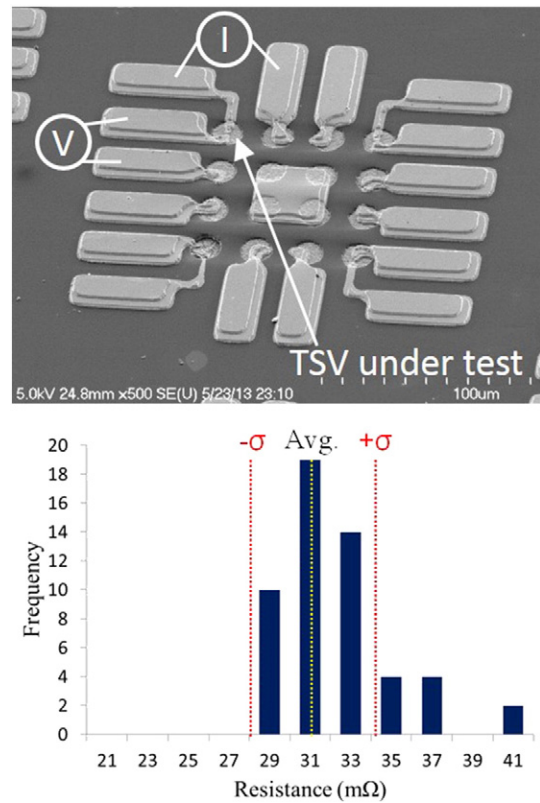 I
V
TSV under test
5.0kV 24.8mm x500 SE(U) 5/23/13 23:10 100um
-σ Avg. +σ
20
18
16
14
12
10
8
6
4
2
0
Frequency
21 23 25 27 29 31 33 35 37 39 41
Resistance (mΩ)